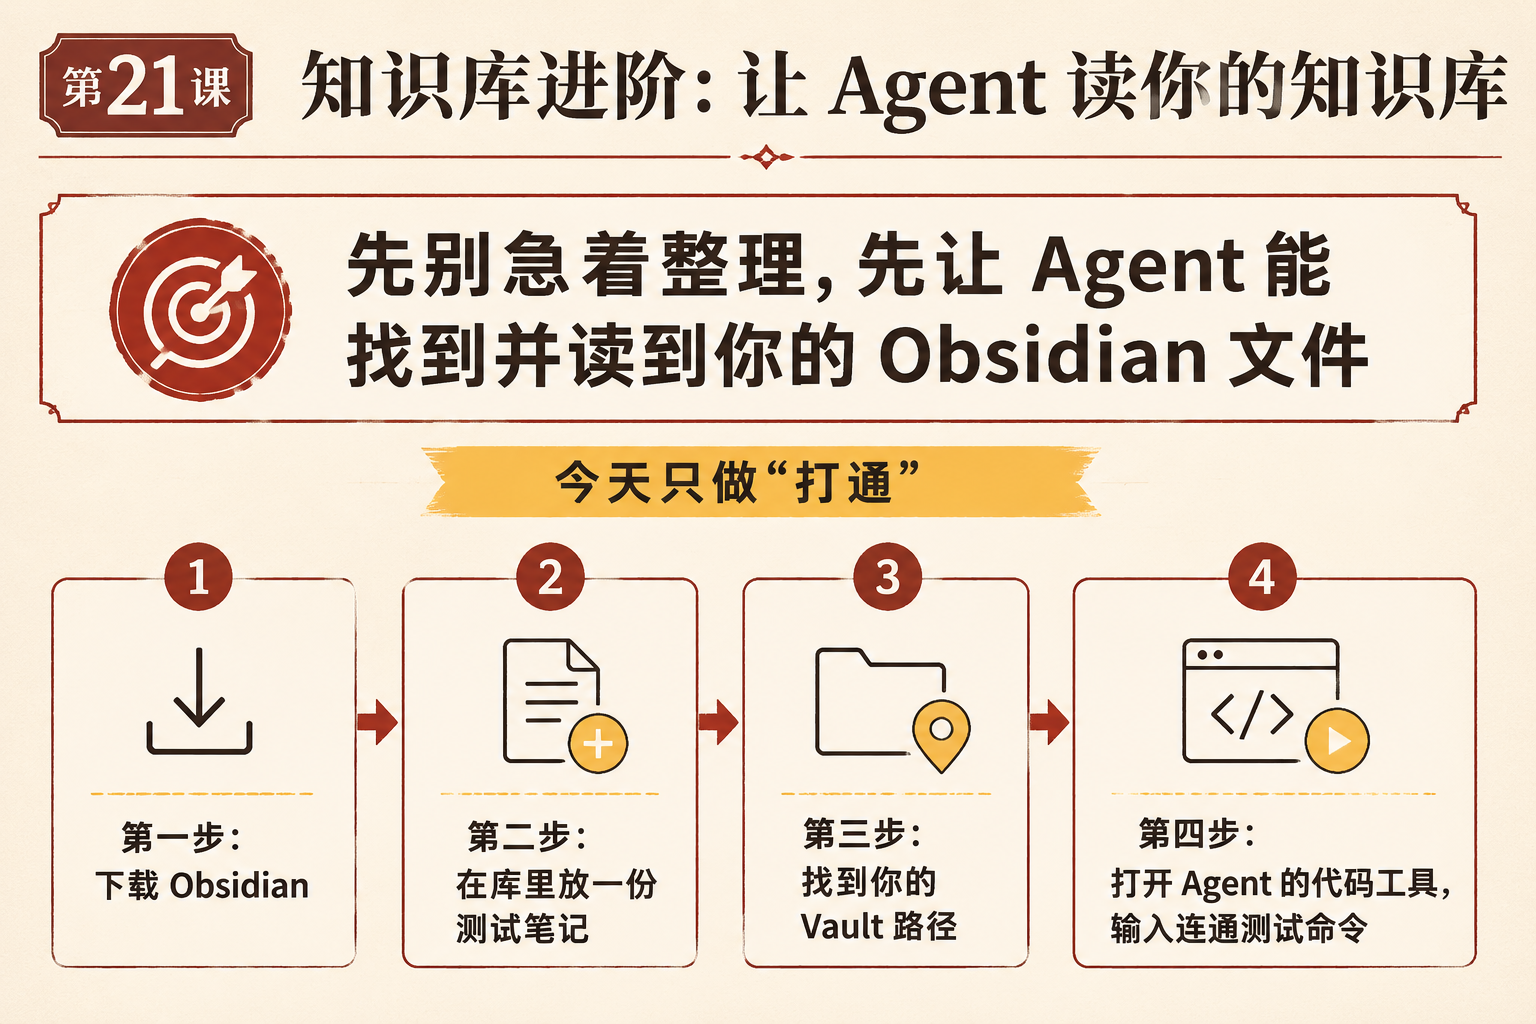 第21课
知识库进阶：让 Agent 读你的知识库
先别急着整理，先让 Agent 能
找到并读到你的 Obsidian 文件
今天只做“打通”
1
第一步：
下载 Obsidian
2
第二步：
在库里放一份
测试笔记
3
第三步：
找到你的
Vault 路径
4
</>
第四步：
打开 Agent 的代码工具，
输入连通测试命令